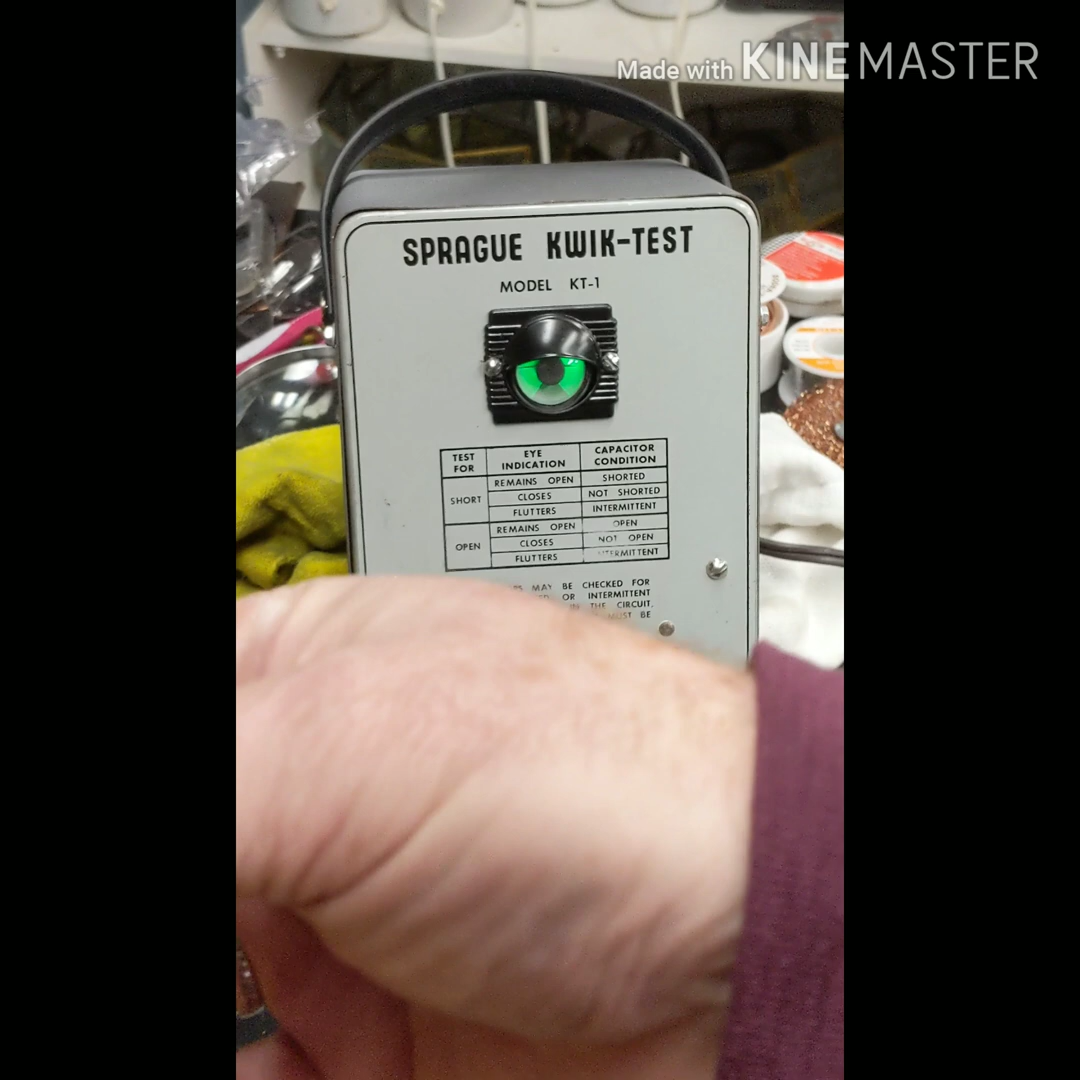 Made with KINEMASTER
SPRAGUE KWIK-TEST
MODEL KT-1
TEST FOR
EYE INDICATION
CAPACITOR CONDITION
SHORT
REMAINS OPEN SHORTED
CLOSES NOT SHORTED
FLUTTERS INTERMITTENT
OPEN
REMAINS OPEN OPEN
CLOSES NOT OPEN
FLUTTERS INTERMITTENT
MAY BE CHECKED FOR
OR INTERMITTENT
IN THE CIRCUIT.
MUST BE